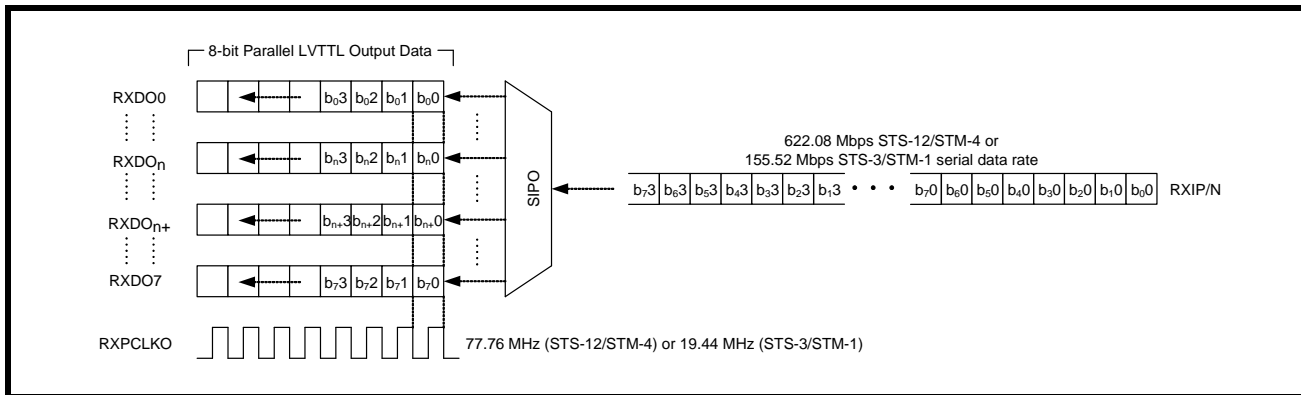 8-bit Parallel LVTTL Output Data
RXDO0
b₀3 b₀2 b₁1 b₀0
RXDOₙ
bₙ3 bₙ2 bₙ1 bₙ0
RXDOₙ₊
bₙ₊3 bₙ₊2 bₙ₊1 bₙ₊0
RXDO7
b₇3 b₇2 b₇1 b₇0
RXPCLKO
77.76 MHz (STS-12/STM-4) or 19.44 MHz (STS-3/STM-1)
SIPO
622.08 Mbps STS-12/STM-4 or
155.52 Mbps STS-3/STM-1 serial data rate
b₇3 b₆3 b₅3 b₄3 b₃3 b₂3 b₁3 • • • b₇0 b₆0 b₅0 b₄0 b₃0 b₂0 b₁0 b₀0
RXIP/N